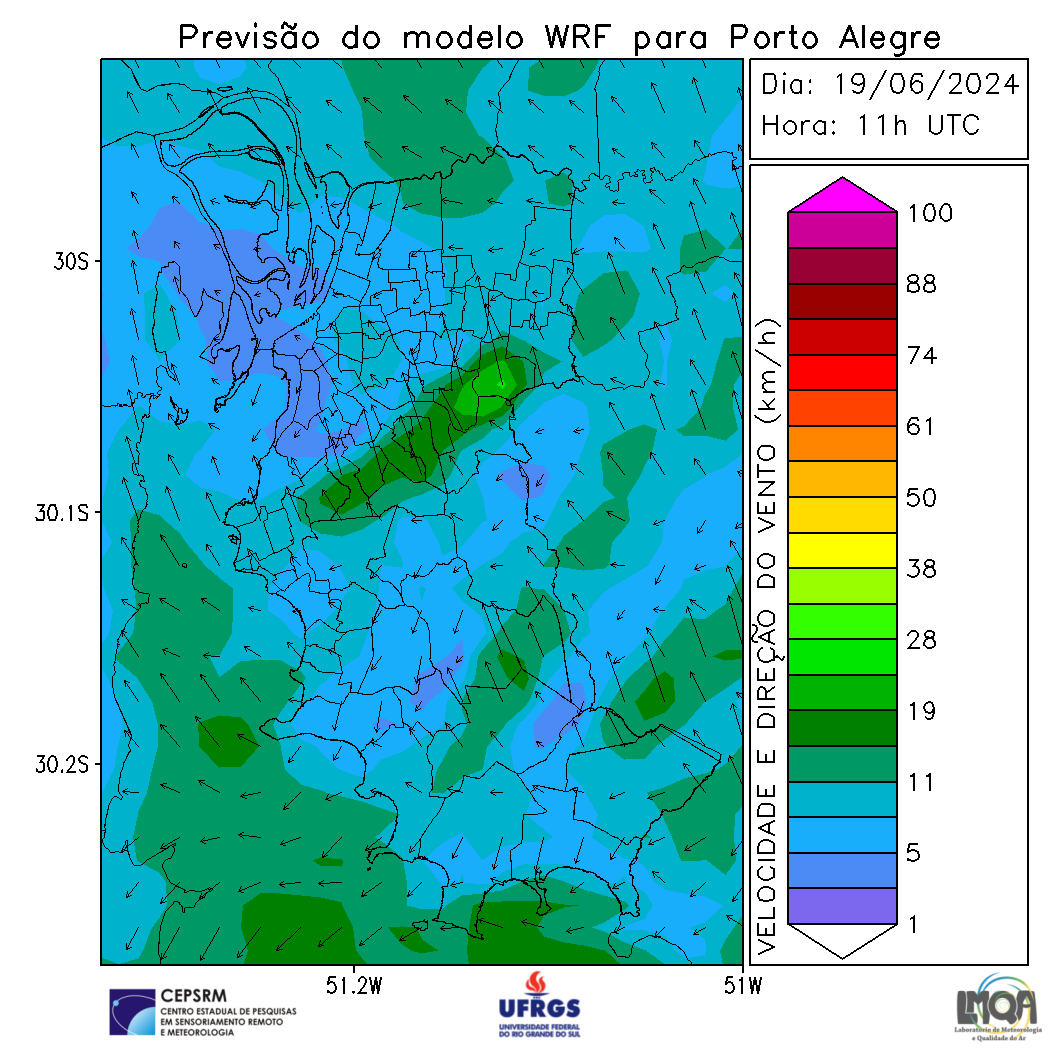 Previsão do modelo WRF para Porto Alegre
Dia: 19/06/2024
Hora: 11h UTC
30S
30.1S
30.2S
51.2W
51W
VELOCIDADE E DIREÇÃO DO VENTO (km/h)
100
88
74
61
50
38
28
19
11
5
1
CEPSRM
CENTRO ESTADUAL DE PESQUISAS
EM SENSORIAMENTO REMOTO
E METEOROLOGIA
UFRGS
UNIVERSIDADE FEDERAL
DO RIO GRANDE DO SUL
LMQA
Laboratório de Meteorologia
e Qualidade do Ar